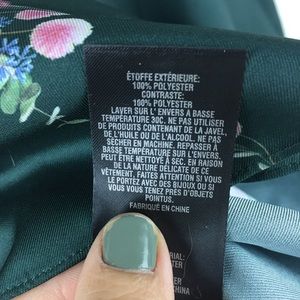 ÉTOFFE EXTÉRIEURE:
100% POLYESTER
CONTRASTE:
100% POLYESTER
LAVER SUR L' ENVERS A BASSE
TEMPÉRATURE 30C. NE PAS UTILISER
DE PRODUITS CONTENANT DE LA JAVEL,
DE L'HUILE OU DE L'ALCOOL. NE PAS
SÉCHER EN MACHINE. REPASSER A
BASSE TEMPÉRATURE SUR L'ENVERS.
PEUT ÊTRE NETTOYÉ A SEC. EN RAISON
DE LA NATURE DÉLICATE DE CE
VÊTEMENT, FAITES ATTENTION SI VOUS
LE PORTEZ AVEC DES BIJOUX OU SI
VOUS VOUS TENEZ PRÈS D'OBJETS
POINTUS.
FABRIQUÉ EN CHINE
CHINA